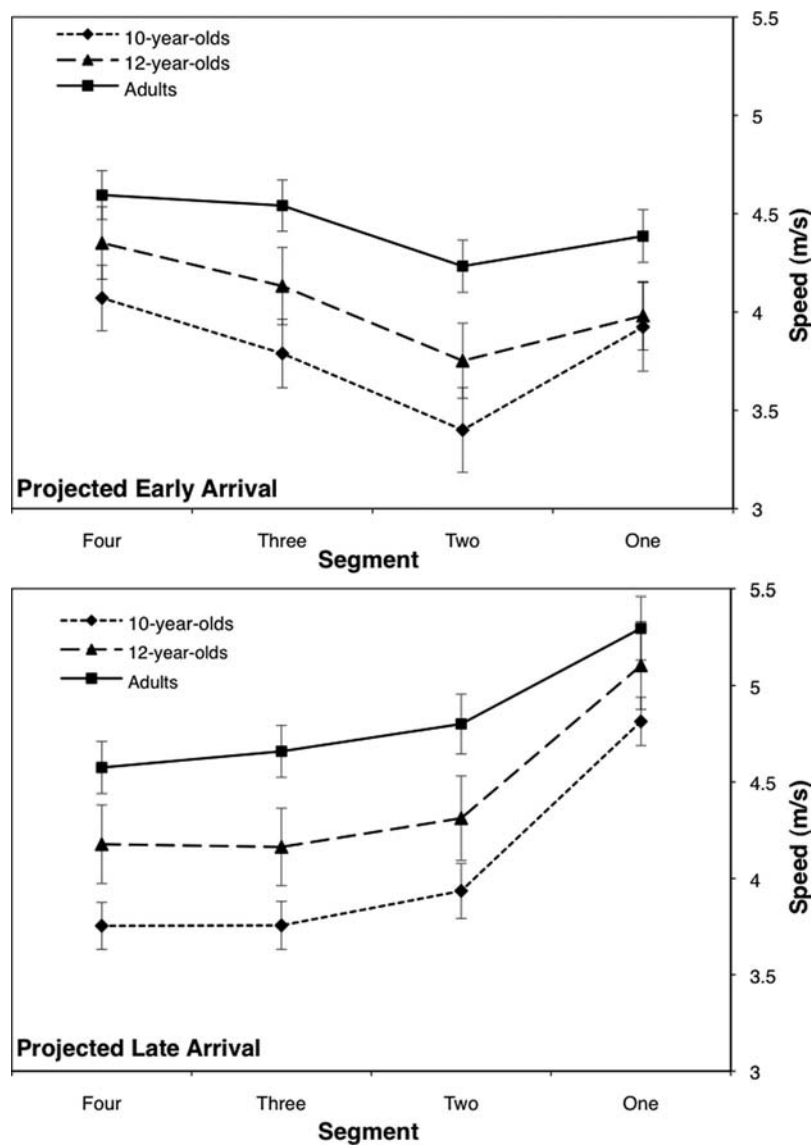 10-year-olds
12-year-olds
Adults
5.5
5
4.5
4
3.5
3
Speed (m/s)
Projected Early Arrival
Four Three Two One
Segment
10-year-olds
12-year-olds
Adults
5.5
5
4.5
4
3.5
3
Speed (m/s)
Projected Late Arrival
Four Three Two One
Segment